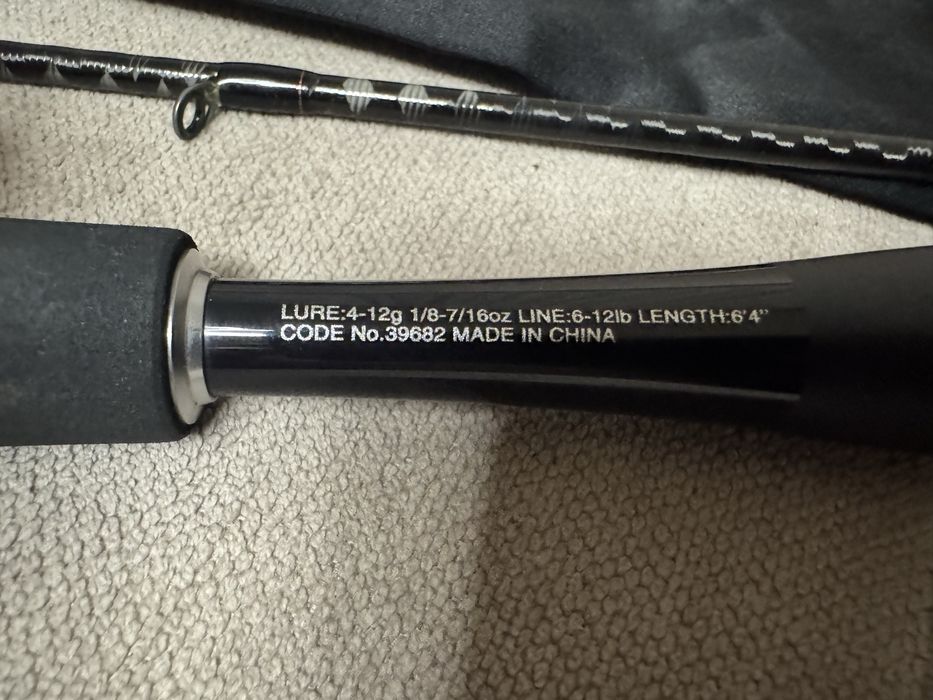 LURE:4-12g 1/8-7/16oz LINE:6-12lb LENGTH:6'4"
CODE No.39682 MADE IN CHINA